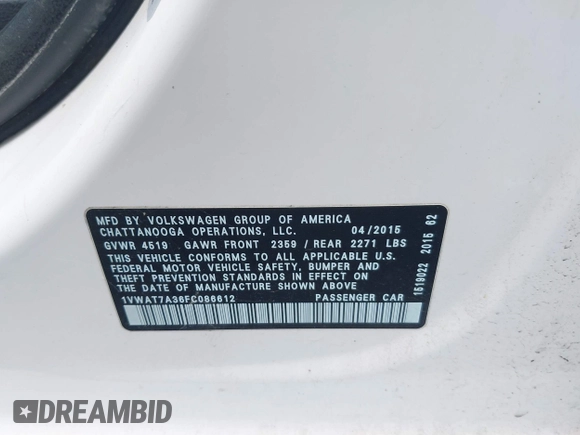 MFD BY VOLKSWAGEN GROUP OF AMERICA
CHATTANOOGA OPERATIONS, LLC. 04/2015
GVWR 4519 GAWR FRONT 2359 / REAR 2271 LBS
THIS VEHICLE CONFORMS TO ALL APPLICABLE U.S.
FEDERAL MOTOR VEHICLE SAFETY, BUMPER AND
THEFT PREVENTION STANDARDS IN EFFECT ON
THE DATE OF MANUFACTURE SHOWN ABOVE
1VWAT7A36FC086612 PASSENGER CAR
1519022 2015 62
DREAMBID